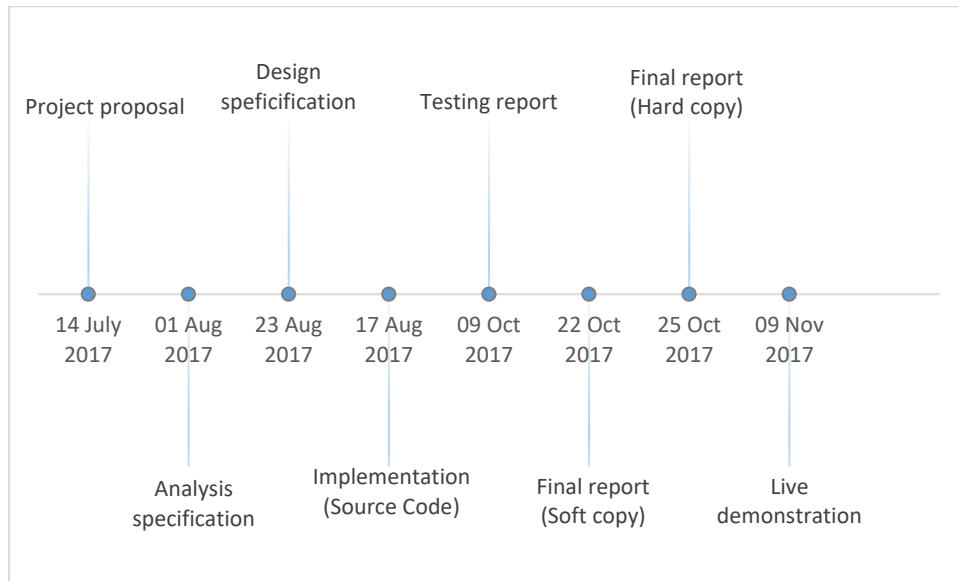 Project proposal
Design
speficification
Testing report
Final report
(Hard copy)
14 July
2017
01 Aug
2017
23 Aug
2017
17 Aug
2017
09 Oct
2017
22 Oct
2017
25 Oct
2017
09 Nov
2017
Analysis
specification
Implementation
(Source Code)
Final report
(Soft copy)
Live
demonstration